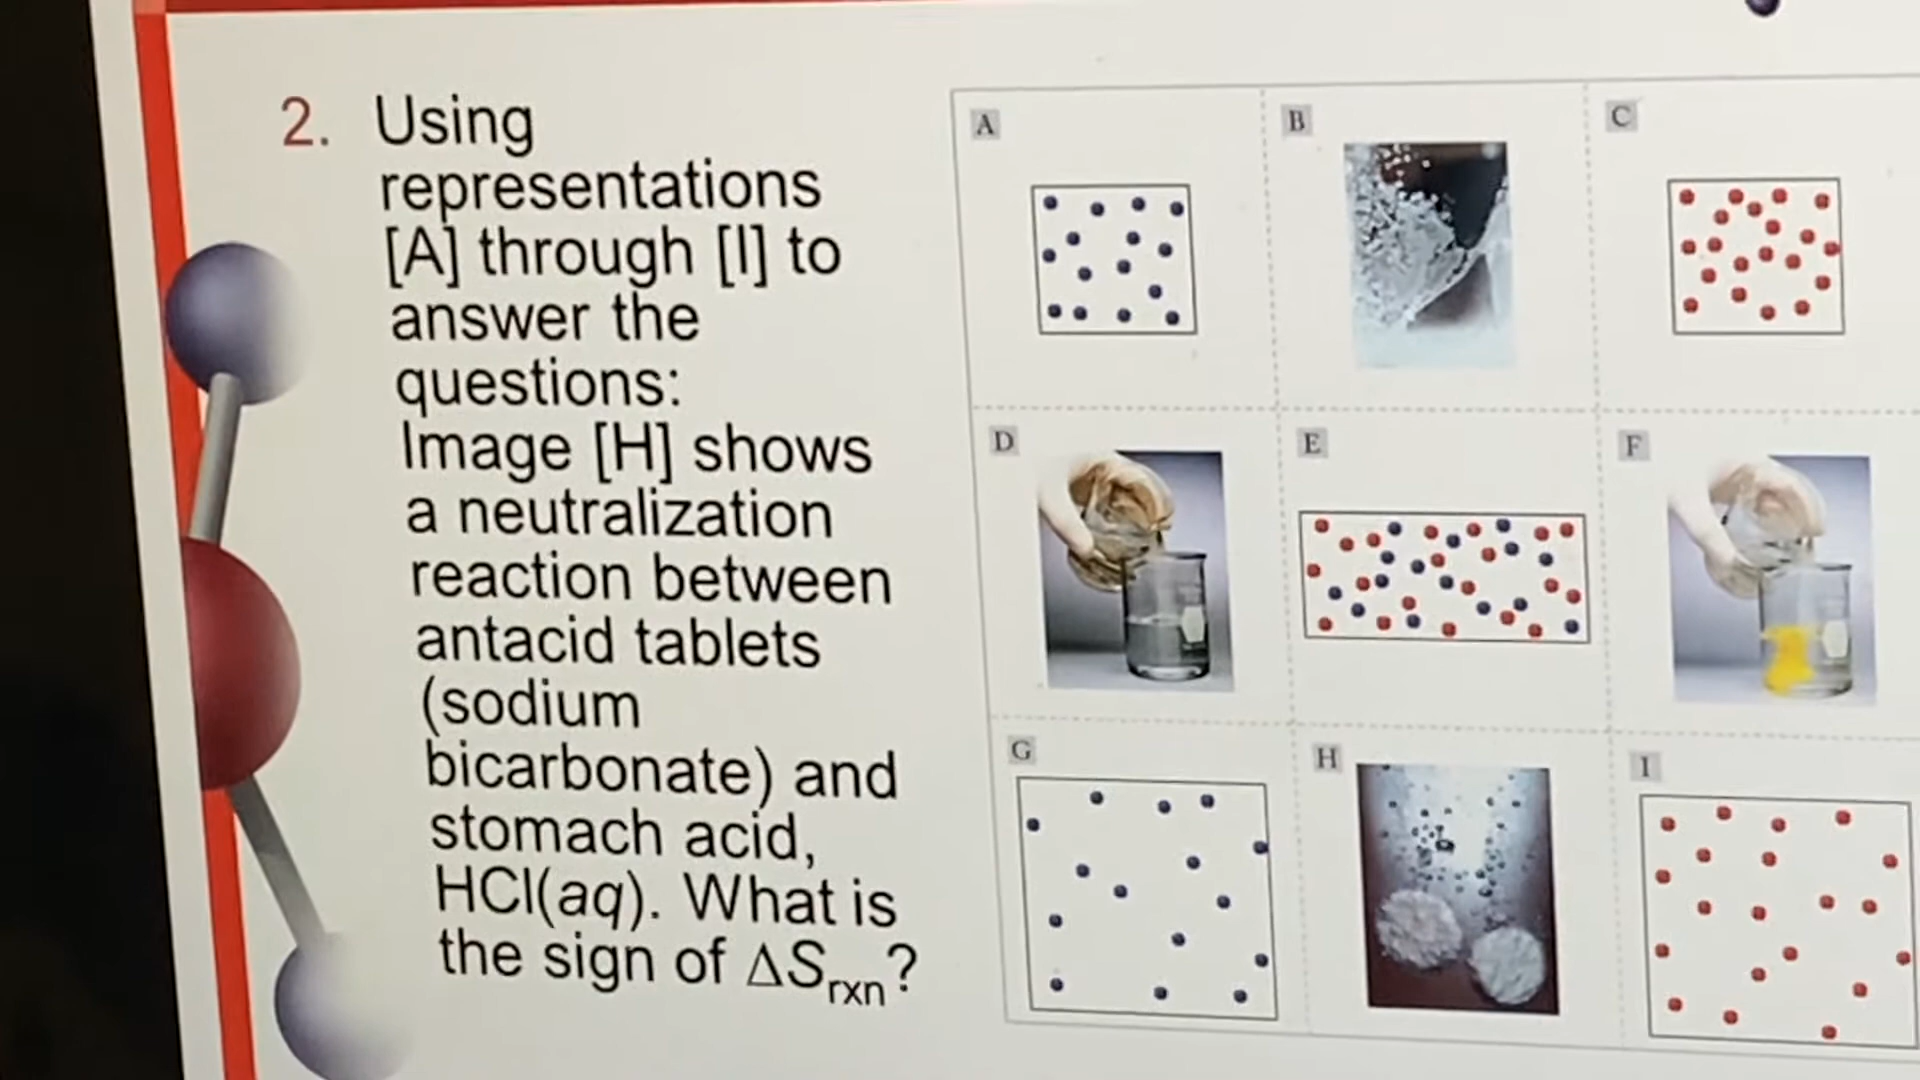 2. Using
representations
[A] through [I] to
answer the
questions:
Image [H] shows
a neutralization
reaction between
antacid tablets
(sodium
bicarbonate) and
stomach acid,
HCl(aq). What is
the sign of ΔSrxn?
A
B
C
D
E
F
G
H
I